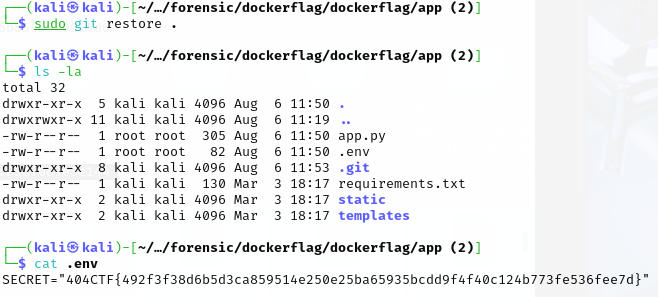 ┌──(kali㉿kali)-[~/…/forensic/dockerflag/dockerflag/app (2)]
└─$ sudo git restore .
┌──(kali㉿kali)-[~/…/forensic/dockerflag/dockerflag/app (2)]
└─$ ls -la
total 32
drwxr-xr-x  5 kali kali 4096 Aug  6 11:50 .
drwxrwxr-x 11 kali kali 4096 Aug  6 11:19 ..
-rw-r--r--  1 root root  305 Aug  6 11:50 app.py
-rw-r--r--  1 root root   82 Aug  6 11:50 .env
drwxr-xr-x  8 kali kali 4096 Aug  6 11:53 .git
-rw-r--r--  1 kali kali  130 Mar  3 18:17 requirements.txt
drwxr-xr-x  2 kali kali 4096 Mar  3 18:17 static
drwxr-xr-x  2 kali kali 4096 Mar  3 18:17 templates
┌──(kali㉿kali)-[~/…/forensic/dockerflag/dockerflag/app (2)]
└─$ cat .env
SECRET="404CTF{492f3f38d6b5d3ca859514e250e25ba65935bcdd9f4f40c124b773fe536fee7d}"